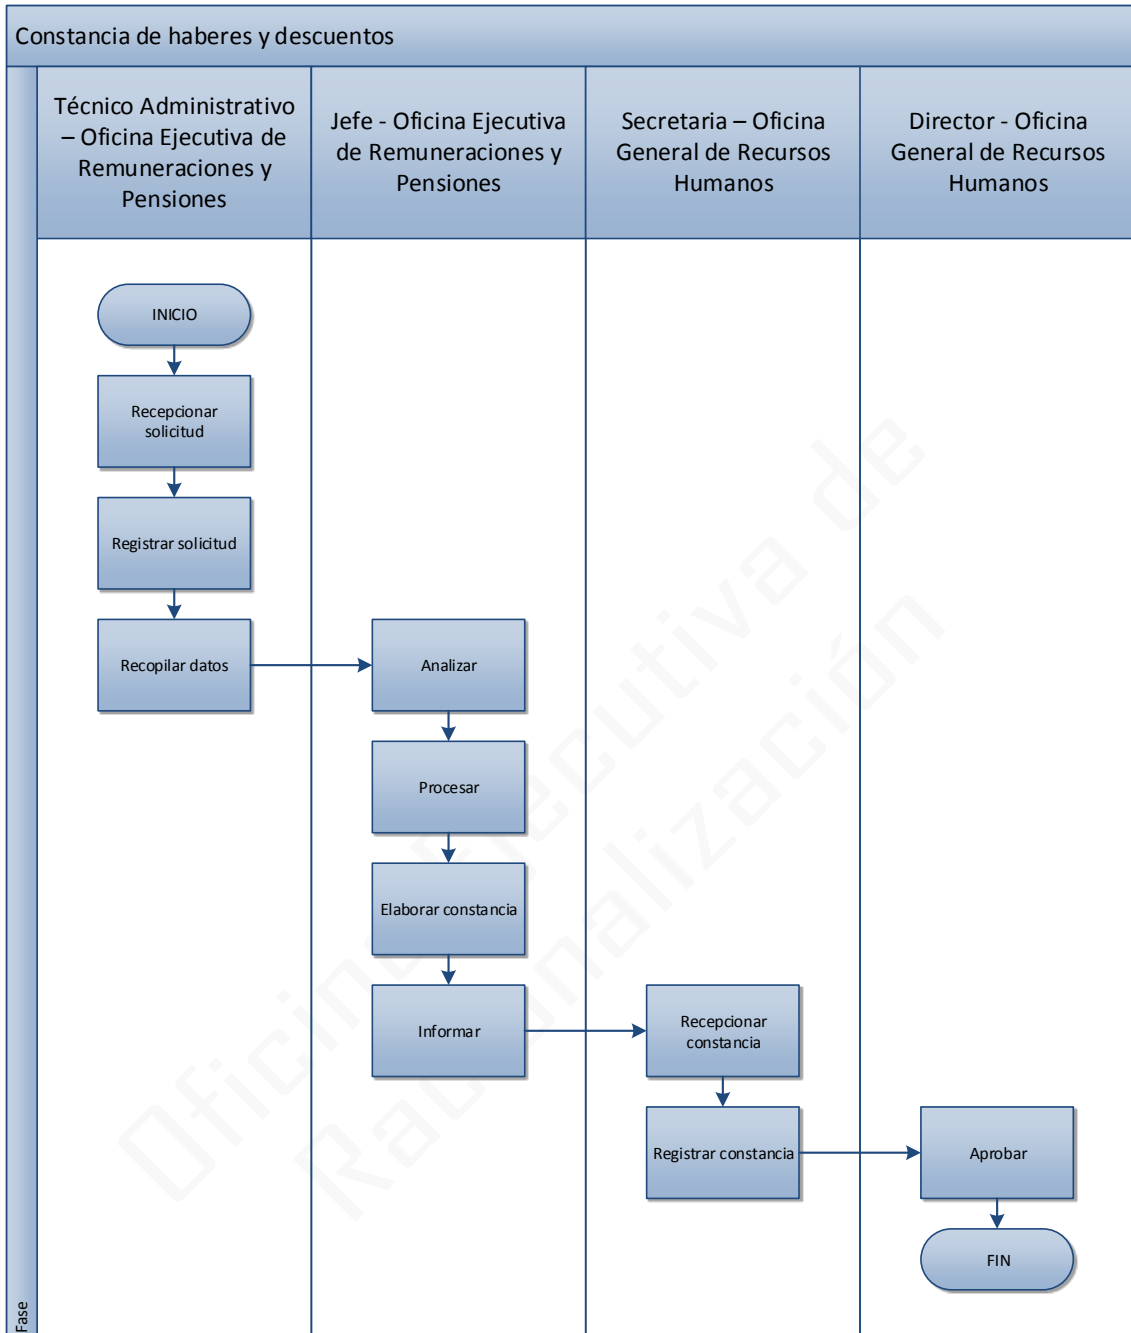 Constancia de haberes y descuentos
Técnico Administrativo
– Oficina Ejecutiva de
Remuneraciones y
Pensiones
Jefe - Oficina Ejecutiva
de Remuneraciones y
Pensiones
Secretaria – Oficina
General de Recursos
Humanos
Director - Oficina
General de Recursos
Humanos
INICIO
Recepcionar
solicitud
Registrar solicitud
Recopilar datos
Analizar
Procesar
Elaborar constancia
Informar
Recepcionar
constancia
Registrar constancia
Aprobar
FIN
Fase
Oficina Ejecutiva de
Racionalización